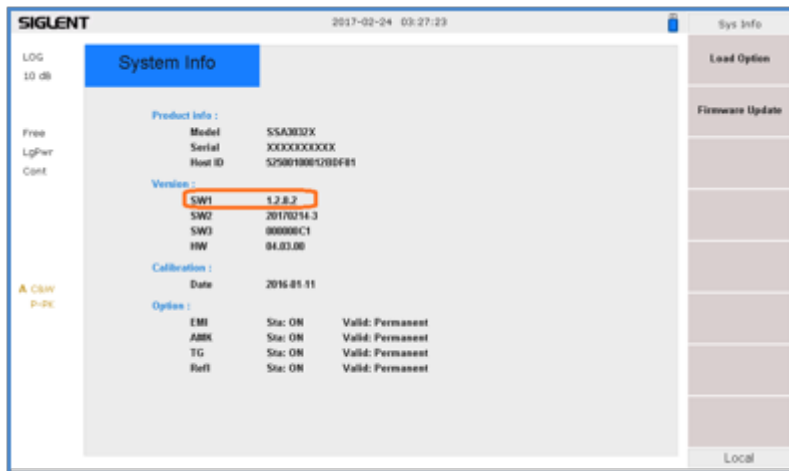 SIGLENT 2017-02-24 03:27:23 Sys Info
LOG
10 dB
System Info
Load Option
Firmware Update
Free
LgPwr
Cont
Product info :
Model SSA3032X
Serial XXXXXXXXXX
Host ID
Version :
SW1 1.2.8.2
SW2 20170214-3
SW3 000000C1
HW 04.03.00
Calibration :
Date 2016-01-11
A C&W
P-PK
Option :
EMI Sta: ON Valid: Permanent
AMK Sta: ON Valid: Permanent
TG Sta: ON Valid: Permanent
Refl Sta: ON Valid: Permanent
Local